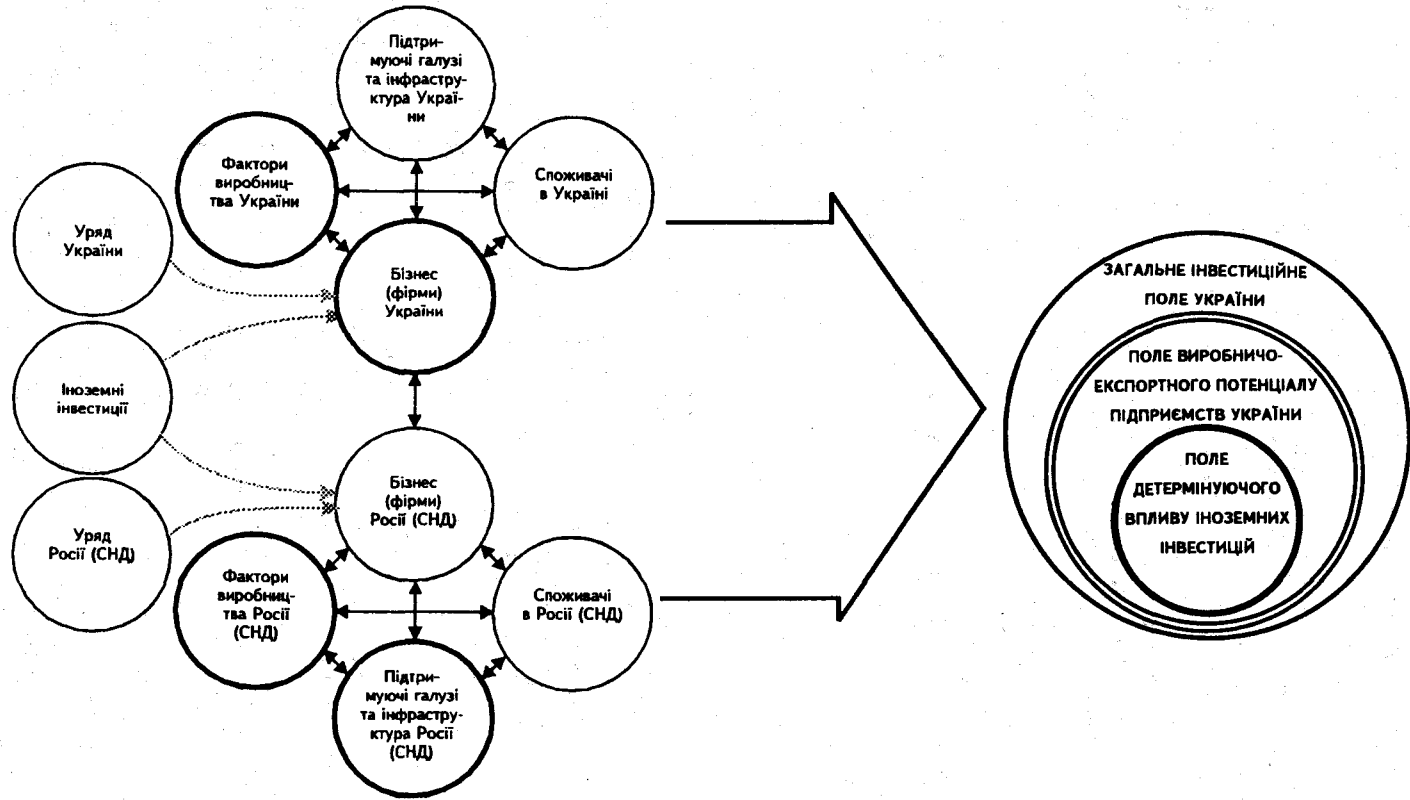 Підтри-
муючі галузі
та інфрастру-
ктура Украї-
ни
Фактори
виробниц-
тва України
Споживачі
в Україні
Уряд
України
Бізнес
(фірми)
України
Іноземні
інвестиції
Бізнес
(фірми)
Росії (СНД)
Уряд
Росії (СНД)
Фактори
виробниц-
тва Росії
(СНД)
Споживачі
в Росії (СНД)
Підтри-
муючі галузі
та інфрастру-
ктура Росії
(СНД)
ЗАГАЛЬНЕ ІНВЕСТИЦІЙНЕ
ПОЛЕ УКРАЇНИ
ПОЛЕ ВИРОБНИЧО-
ЕКСПОРТНОГО ПОТЕНЦІАЛУ
ПІДПРИЄМСТВ УКРАЇНИ
ПОЛЕ
ДЕТЕРМІНУЮЧОГО
ВПЛИВУ ІНОЗЕМНИХ
ІНВЕСТИЦІЙ